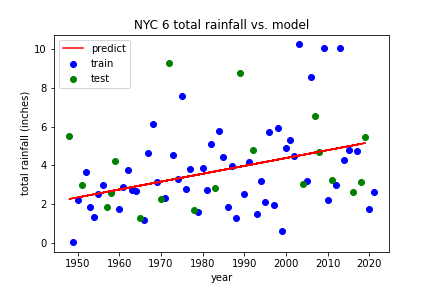 NYC 6 total rainfall vs. model
predict
train
test
total rainfall (inches)
10
8
6
4
2
0
1950 1960 1970 1980 1990 2000 2010 2020
year